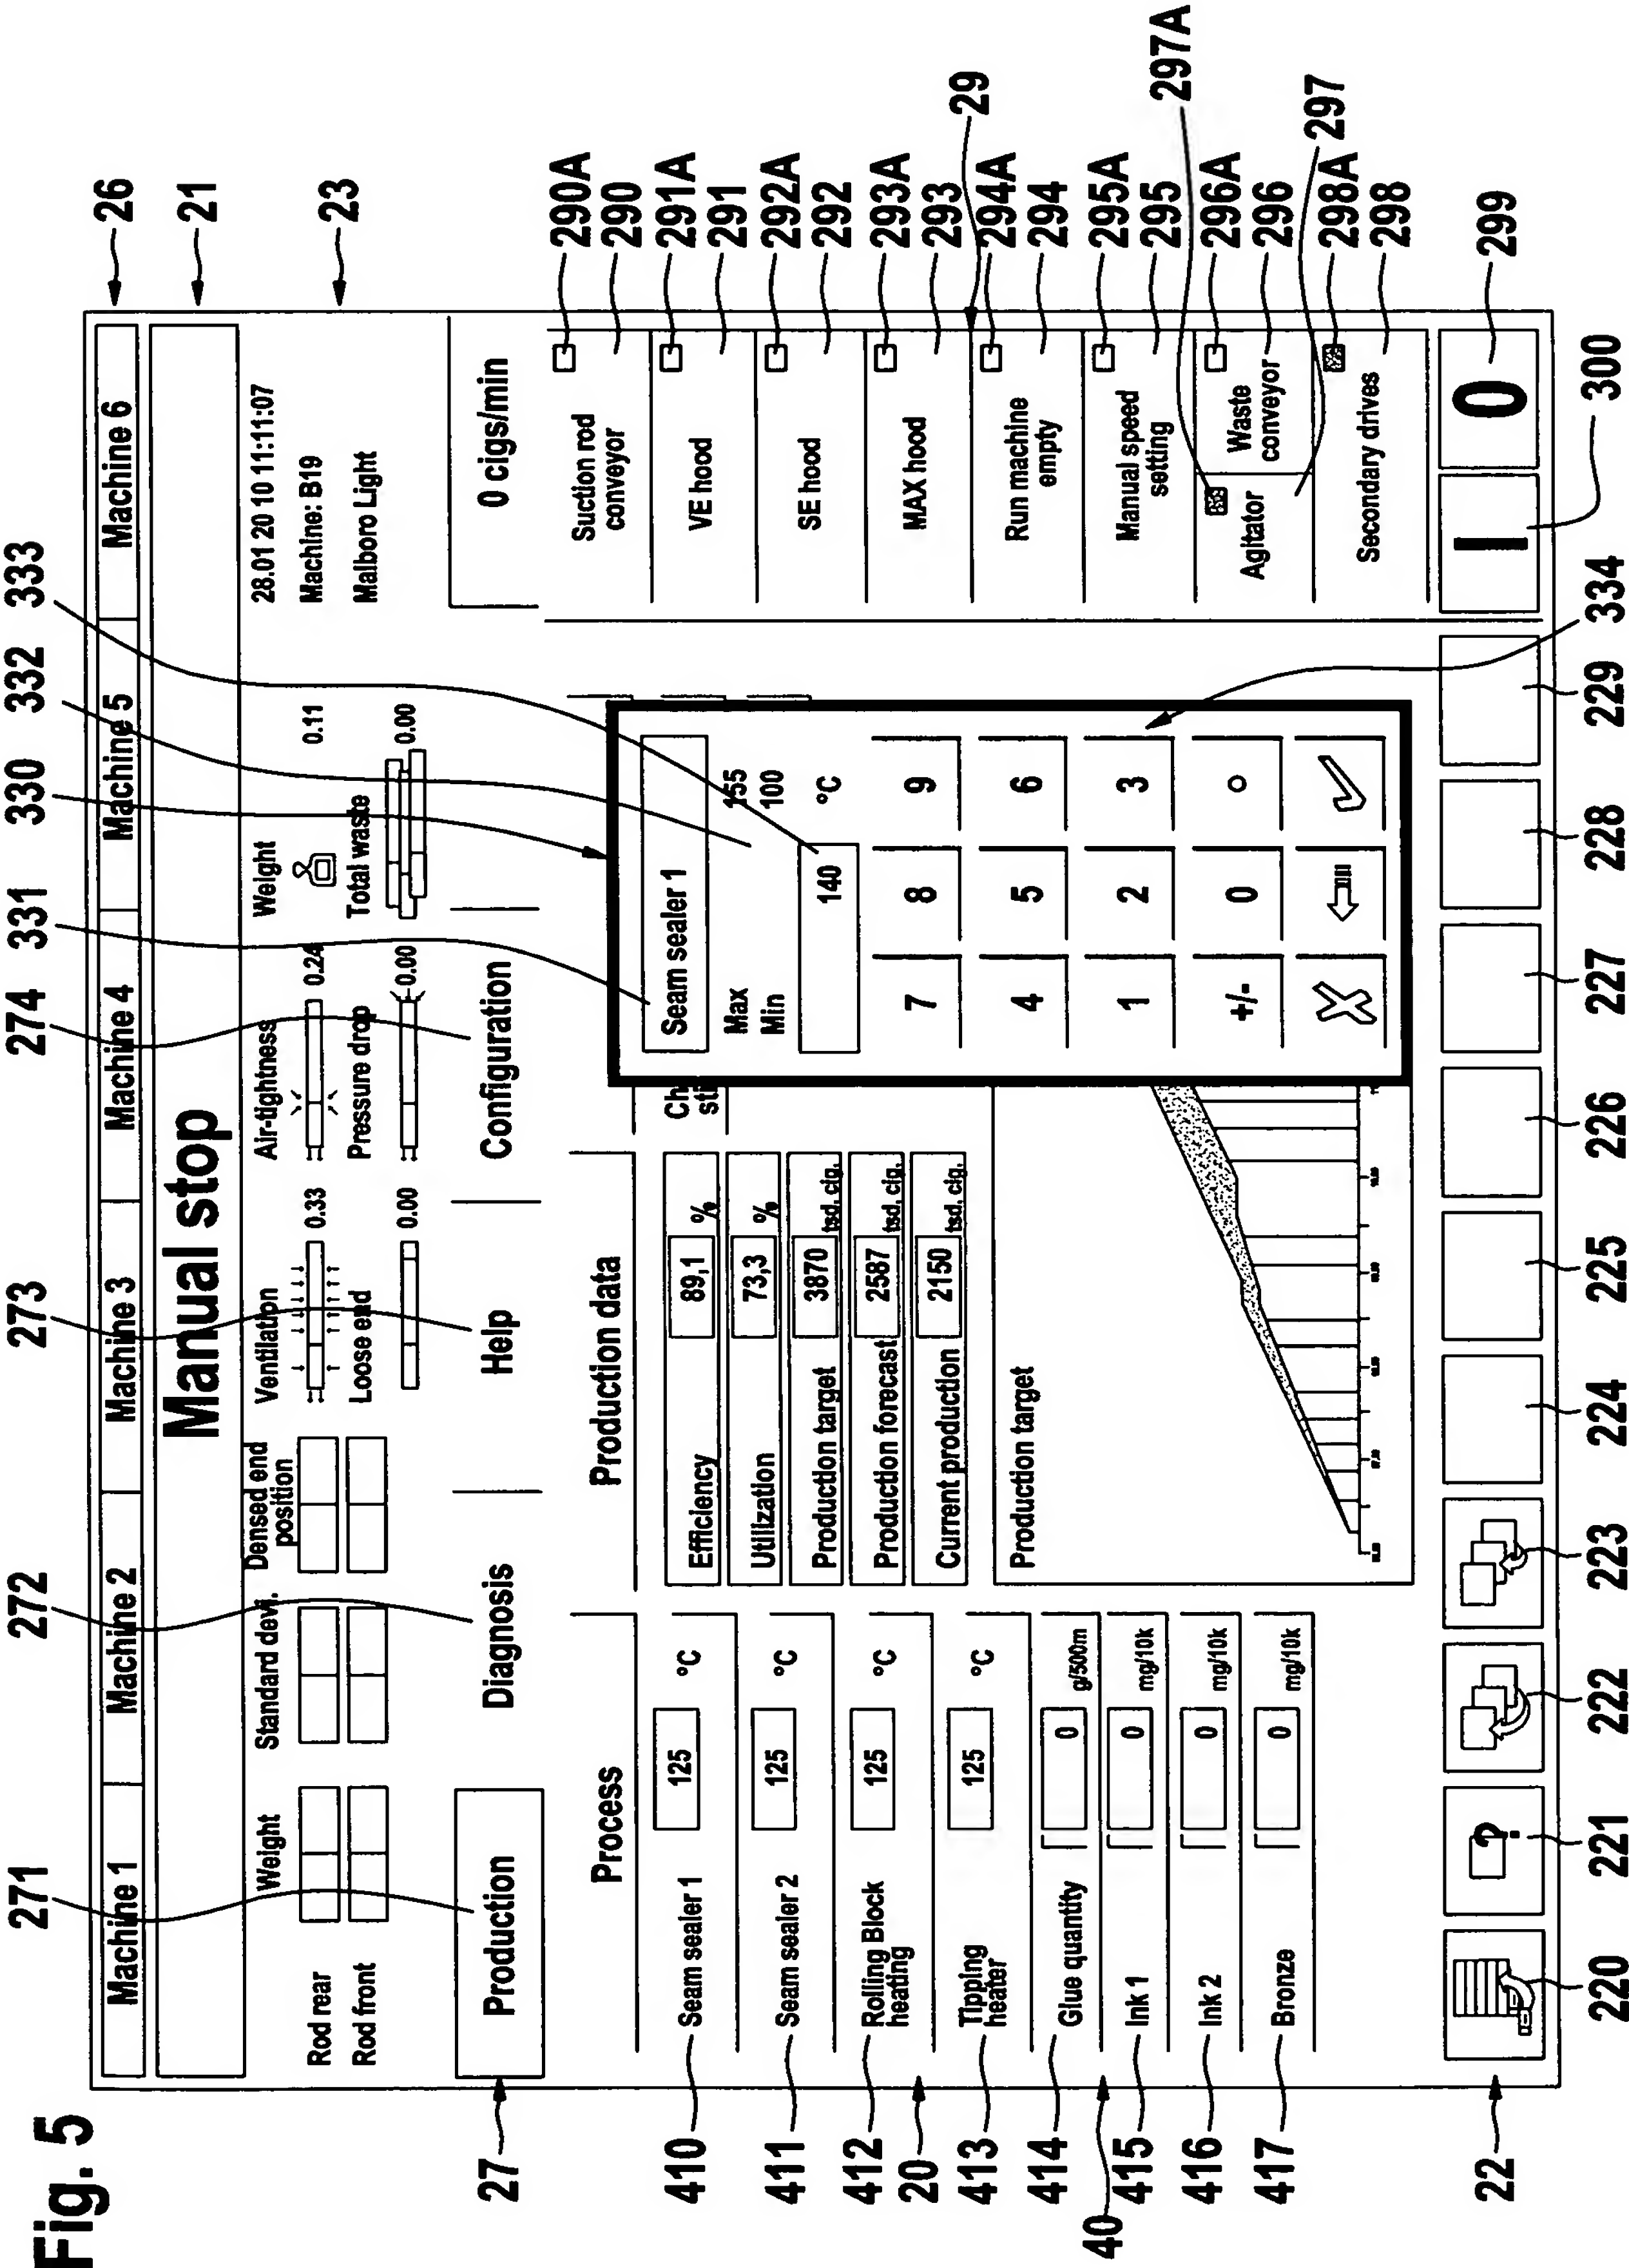 Fig. 5
271
272
273
274
331
330
332
333
Machine 1
Machine 2
Machine 3
Machine 4
Machine 5
Machine 6
26
Manual stop
21
Weight
Standard devi.
Densed end
position
Ventilation
0.33
Air-tightness
0.24
Weight
0.11
28.01 20 10 11:11:07
Rod rear
Machine: B19
23
Rod front
Loose end
0.00
Pressure drop
0.00
Total waste
0.00
Malboro Light
27
Production
Diagnosis
Help
Configuration
0 cigs/min
Process
Production data
410
Seam sealer 1
125
°C
411
Seam sealer 2
125
°C
412
Rolling Block
heating
125
°C
20
413
Tipping
heater
125
°C
414
Glue quantity
0
g/500m
40
415
Ink 1
0
mg/10k
416
Ink 2
0
mg/10k
417
Bronze
0
mg/10k
Efficiency
89,1
%
Utilization
73,3
%
Production target
3870
tsd. cig.
Production forecast
2587
tsd. cig.
Current production
2150
tsd. cig.
Production target
Seam sealer 1
Max
155
Min
100
140
°C
7
8
9
4
5
6
1
2
3
+/-
0
334
Suction rod
conveyor
290A
290
VE hood
291A
291
SE hood
292A
292
MAX hood
293A
293
29
Run machine
empty
294A
294
Manual speed
setting
295A
295
Agitator
297A
297
Waste
conveyor
296A
296
Secondary drives
298A
298
22
?
I
0
299
300
220
221
222
223
224
225
226
227
228
229